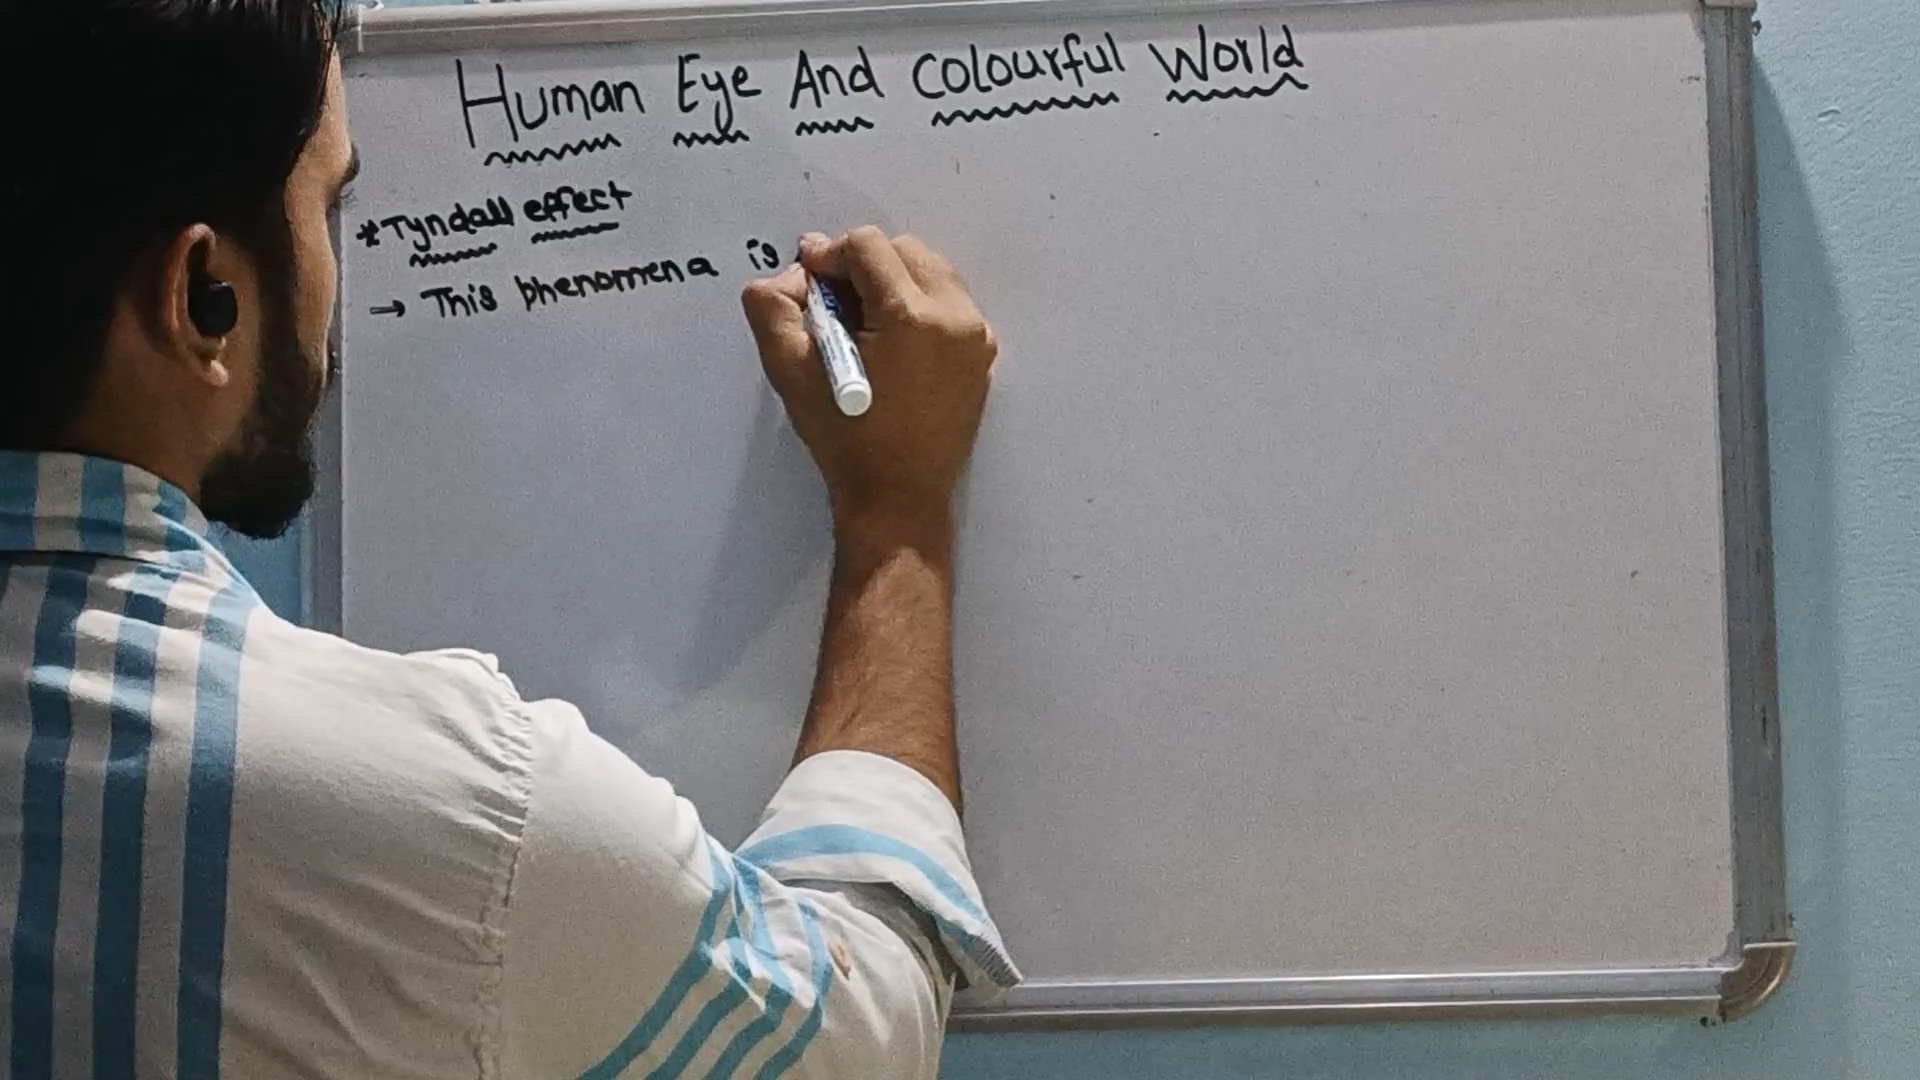 Human Eye And Colourful World
*Tyndall effect
→ This phenomena is